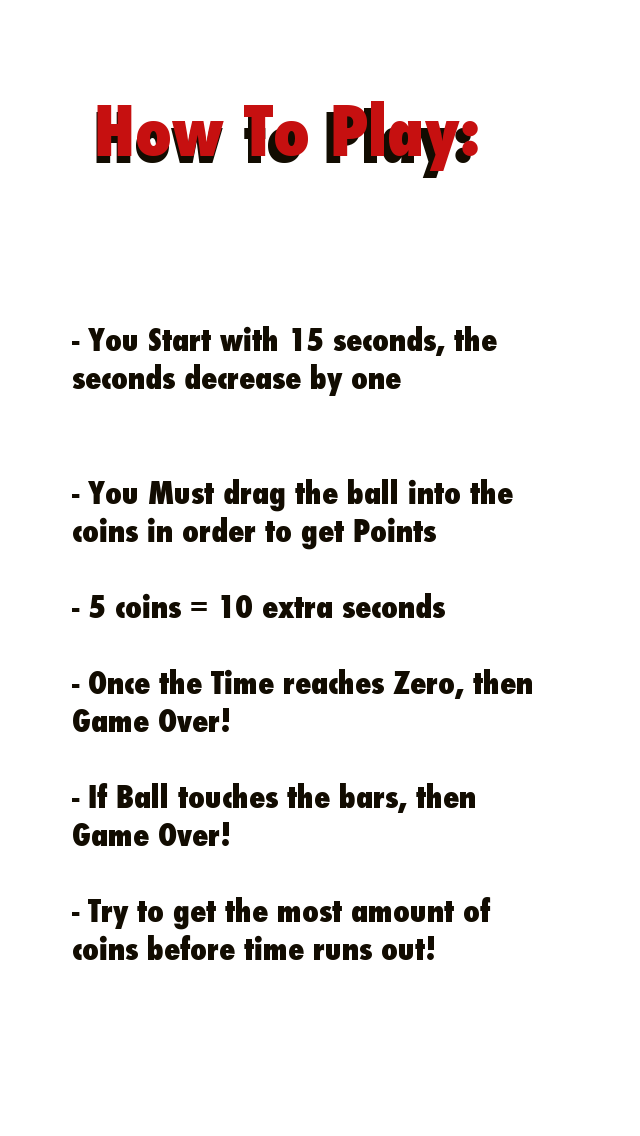 How To Play:
- You Start with 15 seconds, the
seconds decrease by one
- You Must drag the ball into the
coins in order to get Points
- 5 coins = 10 extra seconds
- Once the Time reaches Zero, then
Game Over!
- If Ball touches the bars, then
Game Over!
- Try to get the most amount of
coins before time runs out!